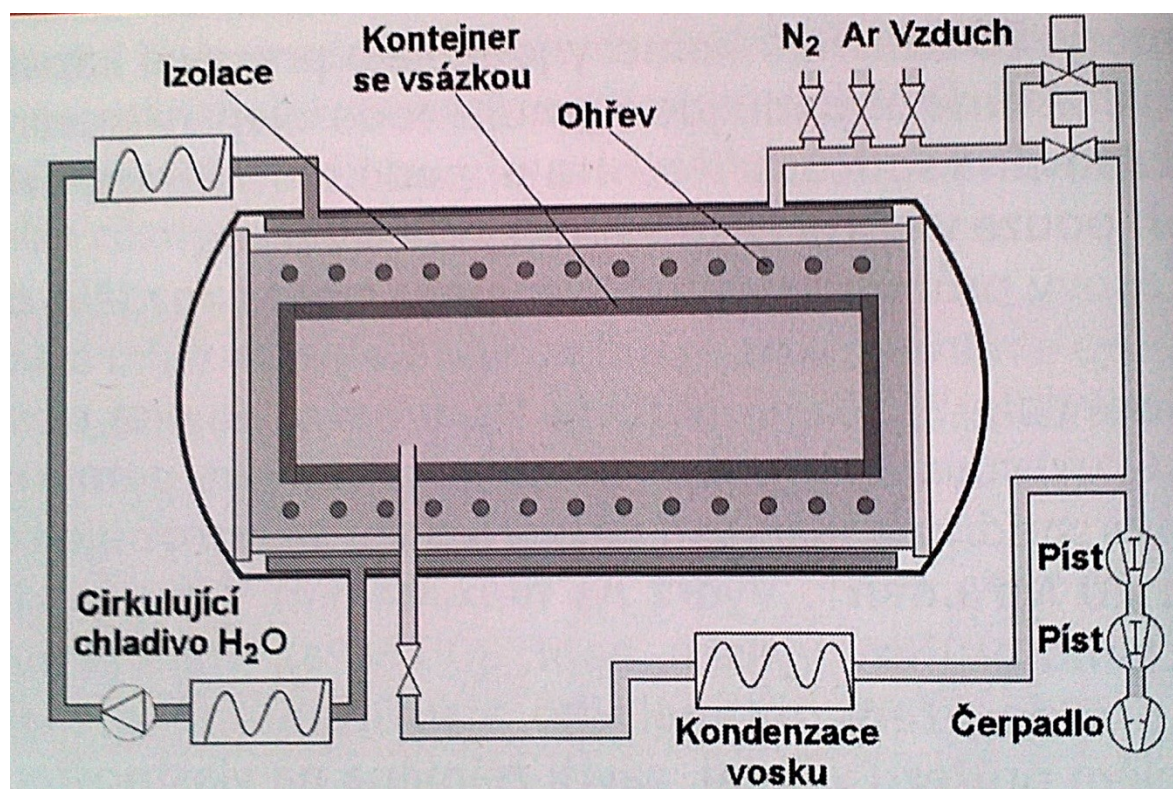 Kontejner
se vsázkou
Izolace
Ohřev
N₂ Ar Vzduch
Cirkulující
chladivo H₂O
Kondenzace
vosku
Píst
Píst
Čerpadlo